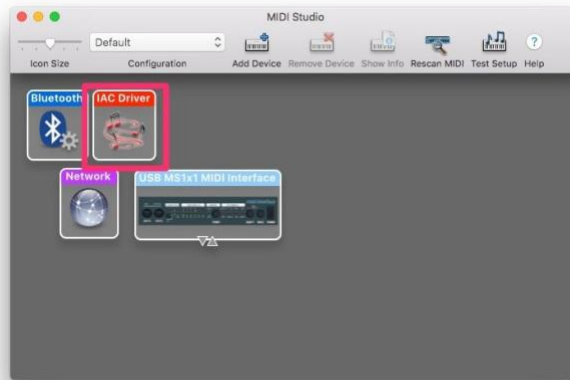 MIDI Studio
Default
Icon Size Configuration Add Device Remove Device Show Info Rescan MIDI Test Setup Help
?
Bluetooth IAC Driver
Network USB MS1x1 MIDI Interface